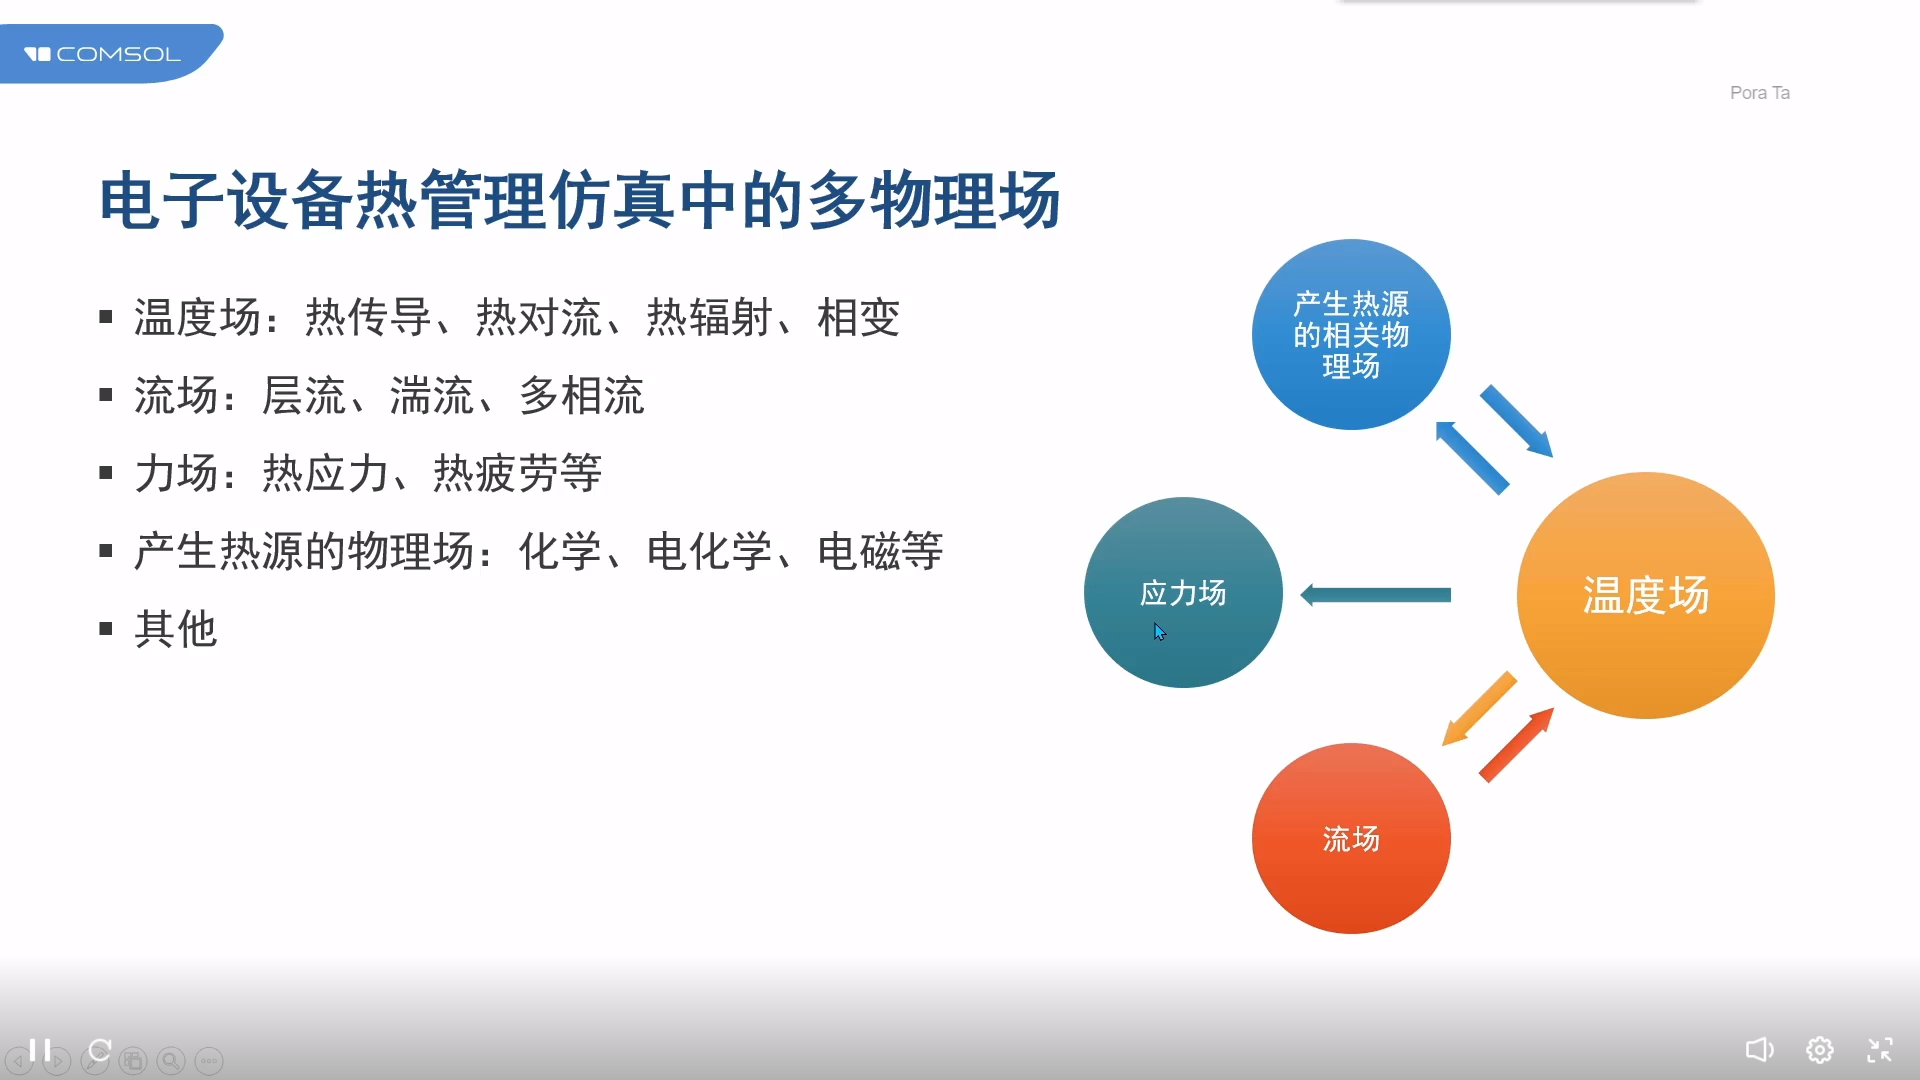 COMSOL
Pora Ta
电子设备热管理仿真中的多物理场
▪ 温度场：热传导、热对流、热辐射、相变
▪ 流场：层流、湍流、多相流
▪ 力场：热应力、热疲劳等
▪ 产生热源的物理场：化学、电化学、电磁等
▪ 其他
产生热源
的相关物
理场
应力场
温度场
流场